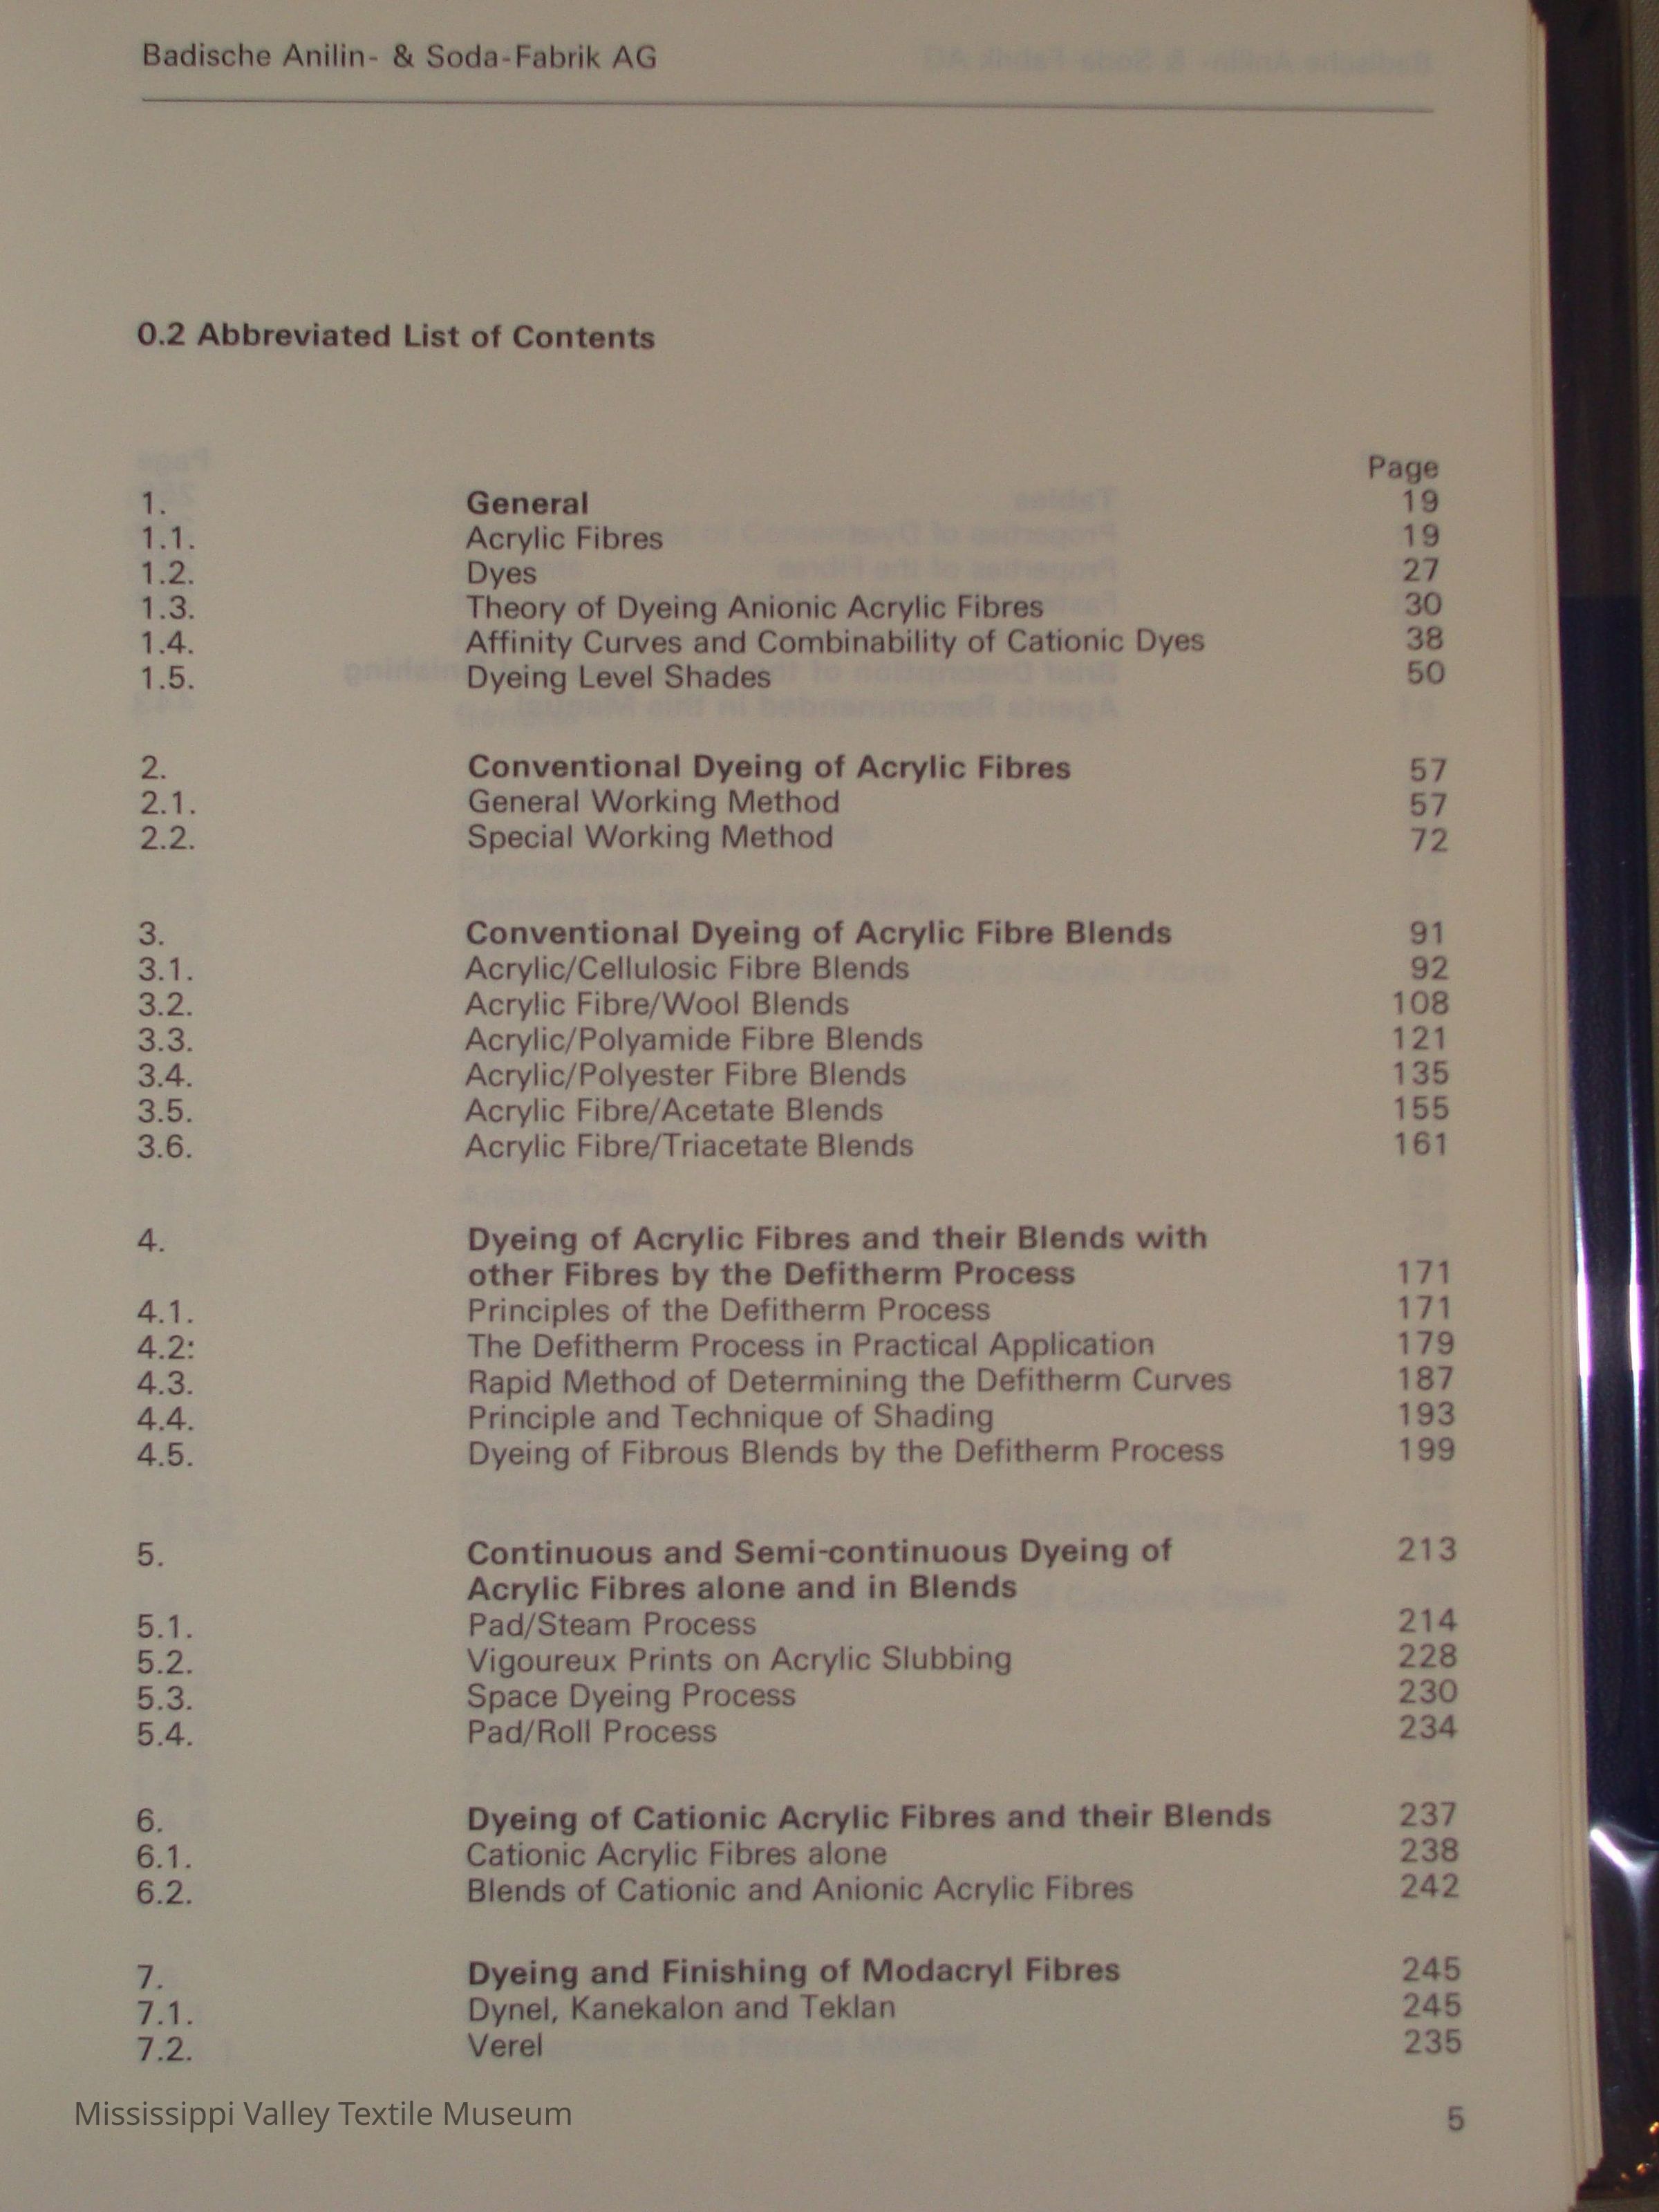 Badische Anilin- & Soda-Fabrik AG
0.2 Abbreviated List of Contents
Page
1. General 19
1.1. Acrylic Fibres 19
1.2. Dyes 27
1.3. Theory of Dyeing Anionic Acrylic Fibres 30
1.4. Affinity Curves and Combinability of Cationic Dyes 38
1.5. Dyeing Level Shades 50
2. Conventional Dyeing of Acrylic Fibres 57
2.1. General Working Method 57
2.2. Special Working Method 72
3. Conventional Dyeing of Acrylic Fibre Blends 91
3.1. Acrylic/Cellulosic Fibre Blends 92
3.2. Acrylic Fibre/Wool Blends 108
3.3. Acrylic/Polyamide Fibre Blends 121
3.4. Acrylic/Polyester Fibre Blends 135
3.5. Acrylic Fibre/Acetate Blends 155
3.6. Acrylic Fibre/Triacetate Blends 161
4. Dyeing of Acrylic Fibres and their Blends with
other Fibres by the Defitherm Process 171
4.1. Principles of the Defitherm Process 171
4.2: The Defitherm Process in Practical Application 179
4.3. Rapid Method of Determining the Defitherm Curves 187
4.4. Principle and Technique of Shading 193
4.5. Dyeing of Fibrous Blends by the Defitherm Process 199
5. Continuous and Semi-continuous Dyeing of 213
Acrylic Fibres alone and in Blends
5.1. Pad/Steam Process 214
5.2. Vigoureux Prints on Acrylic Slubbing 228
5.3. Space Dyeing Process 230
5.4. Pad/Roll Process 234
6. Dyeing of Cationic Acrylic Fibres and their Blends 237
6.1. Cationic Acrylic Fibres alone 238
6.2. Blends of Cationic and Anionic Acrylic Fibres 242
7. Dyeing and Finishing of Modacryl Fibres 245
7.1. Dynel, Kanekalon and Teklan 245
7.2. Verel 235
Mississippi Valley Textile Museum
5